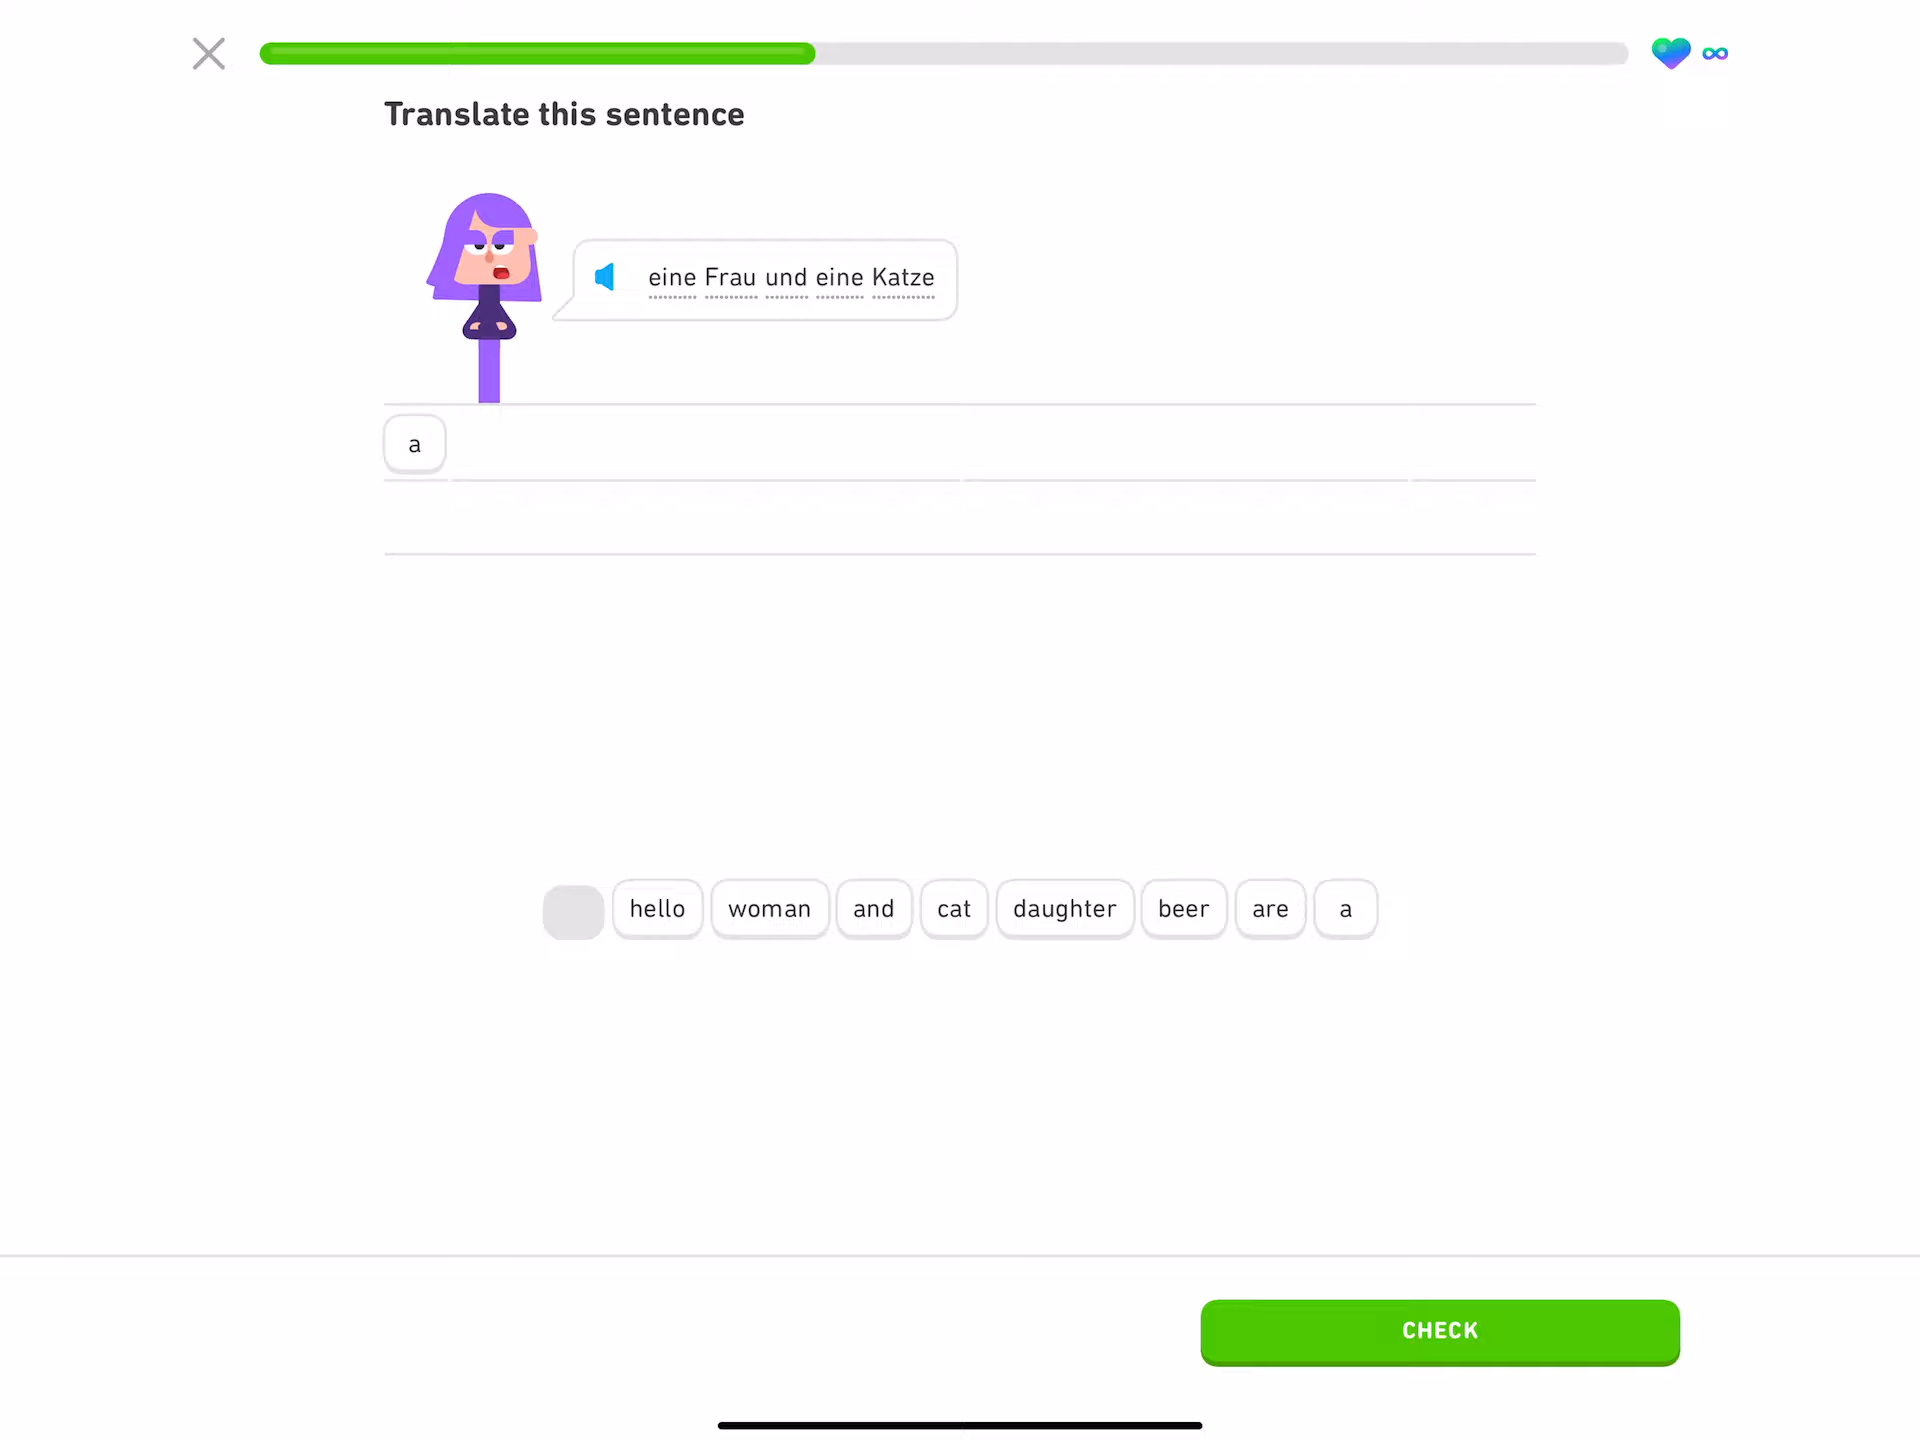 Translate this sentence
eine Frau und eine Katze
a
hello woman and cat daughter beer are a
CHECK